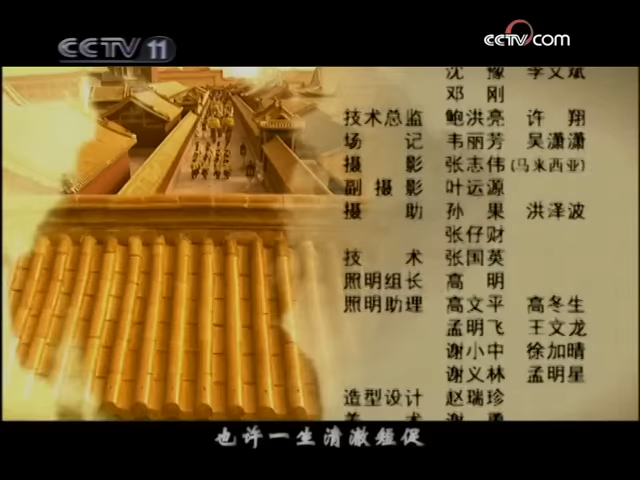 CCTV 11
CCTV.com
沈 豫 李文斌
邓 刚
技术总监 鲍洪亮 许 翔
场 记 韦丽芳 吴潇潇
摄 影 张志伟(马来西亚)
副 摄 影 叶运源
摄 助 孙 果 洪泽波
张仔财
技 术 张国英
照明组长 高 明
照明助理 高文平 高冬生
孟明飞 王文龙
谢小中 徐加晴
谢义林 孟明星
造型设计 赵瑞珍
美 术 谢 勇
也许一生清澈短促